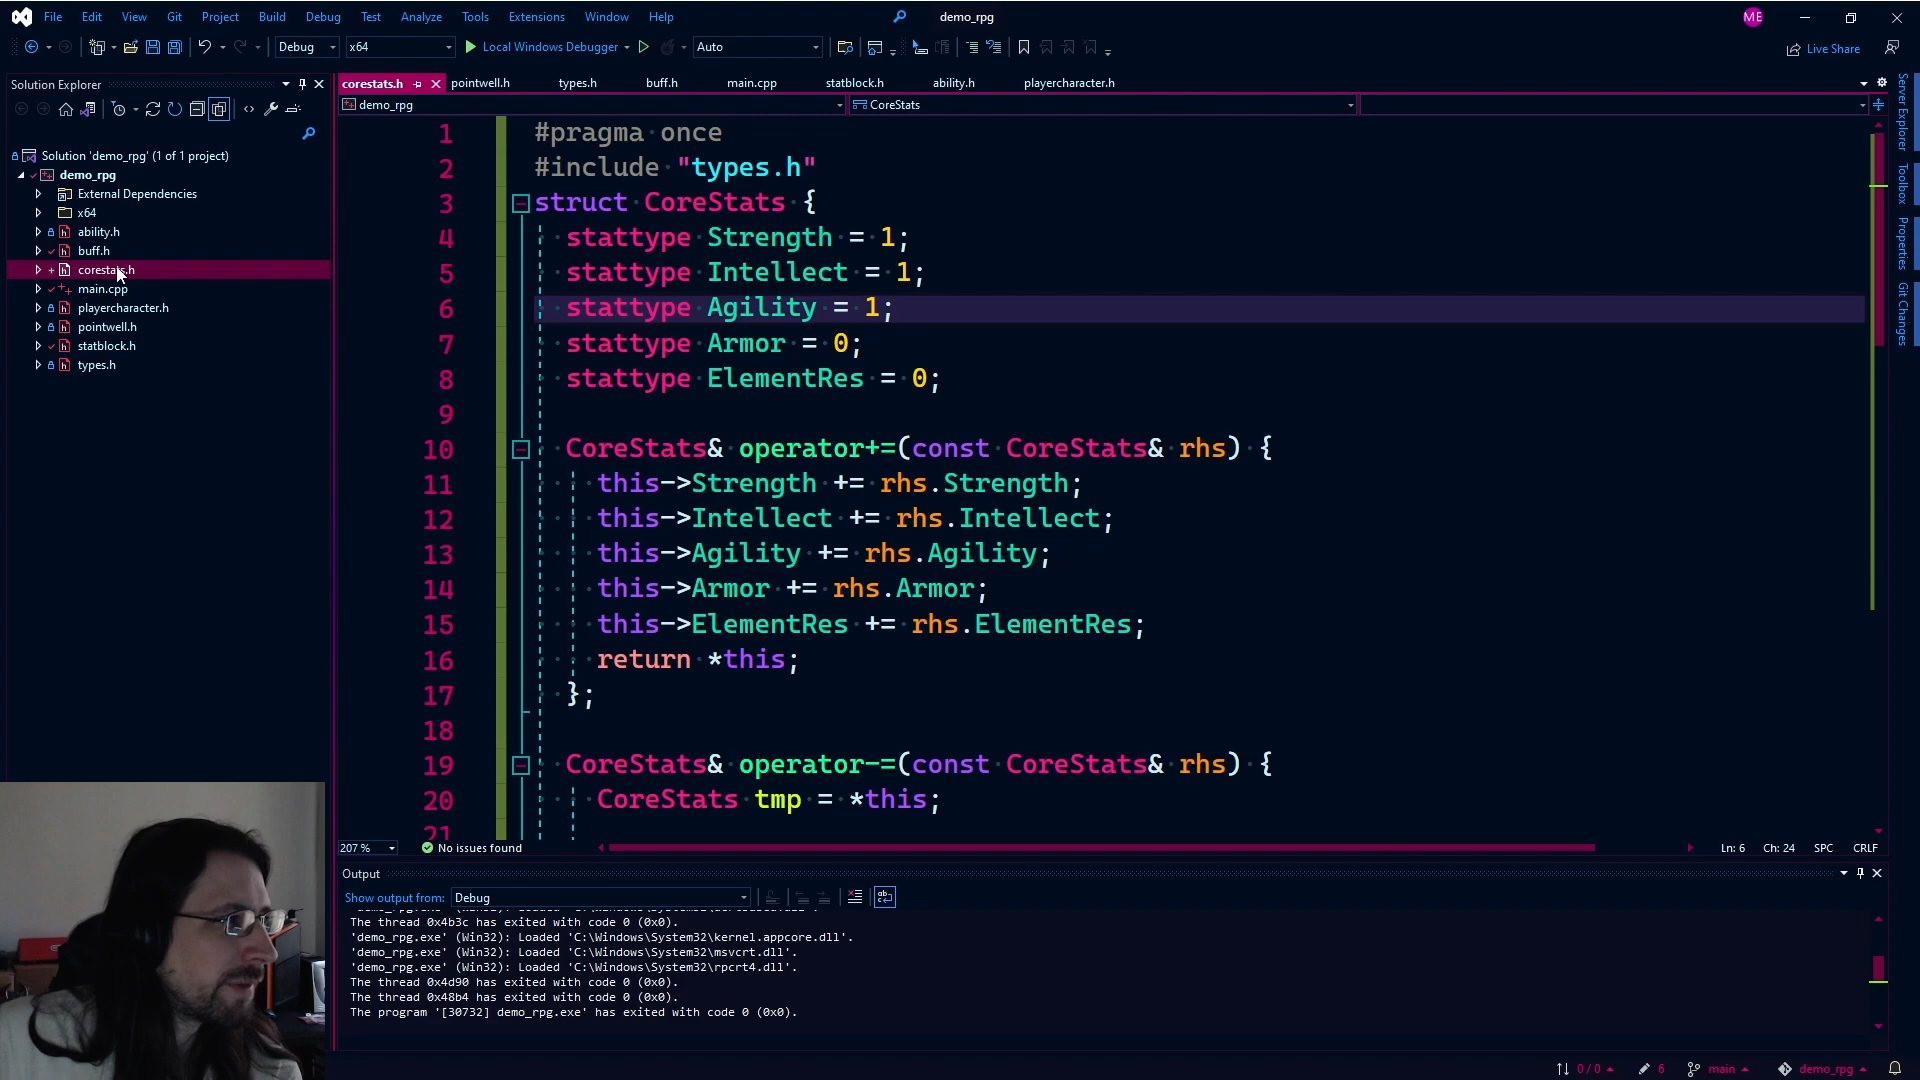 File Edit View Git Project Build Debug Test Analyze Tools Extensions Window Help demo_rpg ME
Debug x64 Local Windows Debugger Auto Live Share
Solution Explorer
Solution 'demo_rpg' (1 of 1 project)
demo_rpg
External Dependencies
x64
ability.h
buff.h
corestats.h
main.cpp
playercharacter.h
pointwell.h
statblock.h
types.h
corestats.h pointwell.h types.h buff.h main.cpp statblock.h ability.h playercharacter.h
demo_rpg CoreStats
1 #pragma once
2 #include "types.h"
3 struct CoreStats {
4 stattype Strength = 1;
5 stattype Intellect = 1;
6 stattype Agility = 1;
7 stattype Armor = 0;
8 stattype ElementRes = 0;
9
10 CoreStats& operator+=(const CoreStats& rhs) {
11 this->Strength += rhs.Strength;
12 this->Intellect += rhs.Intellect;
13 this->Agility += rhs.Agility;
14 this->Armor += rhs.Armor;
15 this->ElementRes += rhs.ElementRes;
16 return *this;
17 };
18
19 CoreStats& operator-=(const CoreStats& rhs) {
20 CoreStats tmp = *this;
21
207 % No issues found Ln: 6 Ch: 24 SPC CRLF
Output
Show output from: Debug
The thread 0x4b3c has exited with code 0 (0x0).
'demo_rpg.exe' (Win32): Loaded 'C:\Windows\System32\kernel.appcore.dll'.
'demo_rpg.exe' (Win32): Loaded 'C:\Windows\System32\msvcrt.dll'.
'demo_rpg.exe' (Win32): Loaded 'C:\Windows\System32\rpcrt4.dll'.
The thread 0x4d90 has exited with code 0 (0x0).
The thread 0x48b4 has exited with code 0 (0x0).
The program '[30732] demo_rpg.exe' has exited with code 0 (0x0).
Server Explorer
Toolbox
Properties
Git Changes
0 / 0 6 main demo_rpg